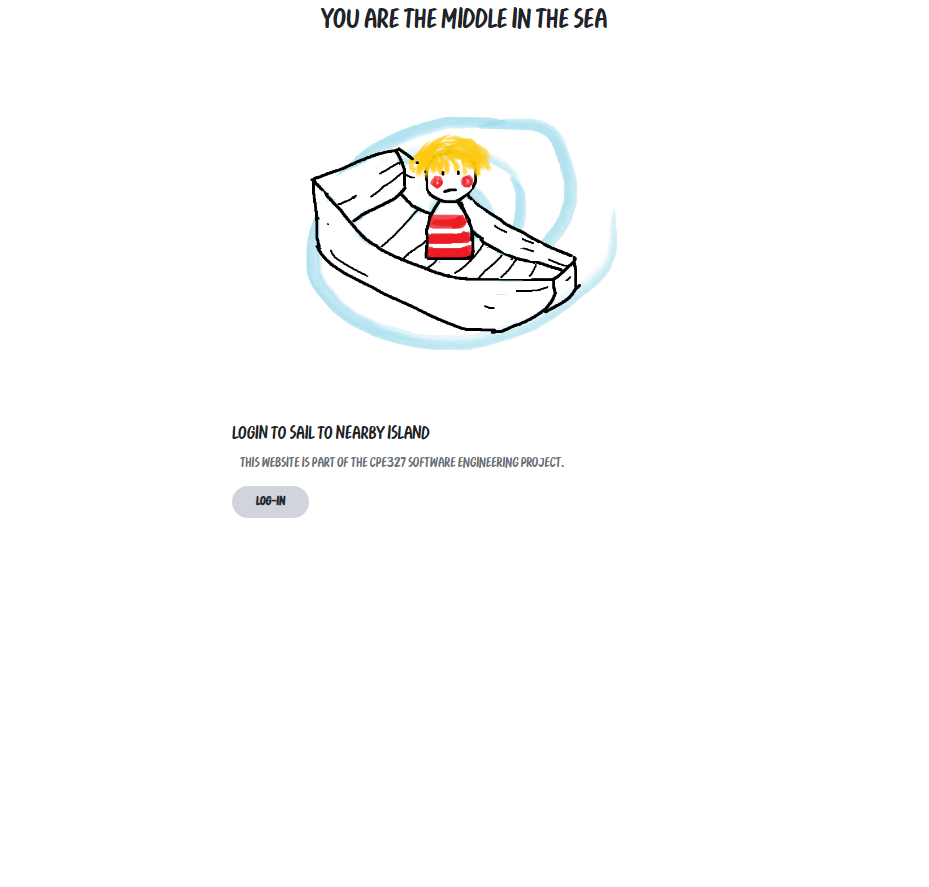 YOU ARE THE MIDDLE IN THE SEA
LOGIN TO SAIL TO NEARBY ISLAND
THIS WEBSITE IS PART OF THE CPE327 SOFTWARE ENGINEERING PROJECT.
LOG-IN